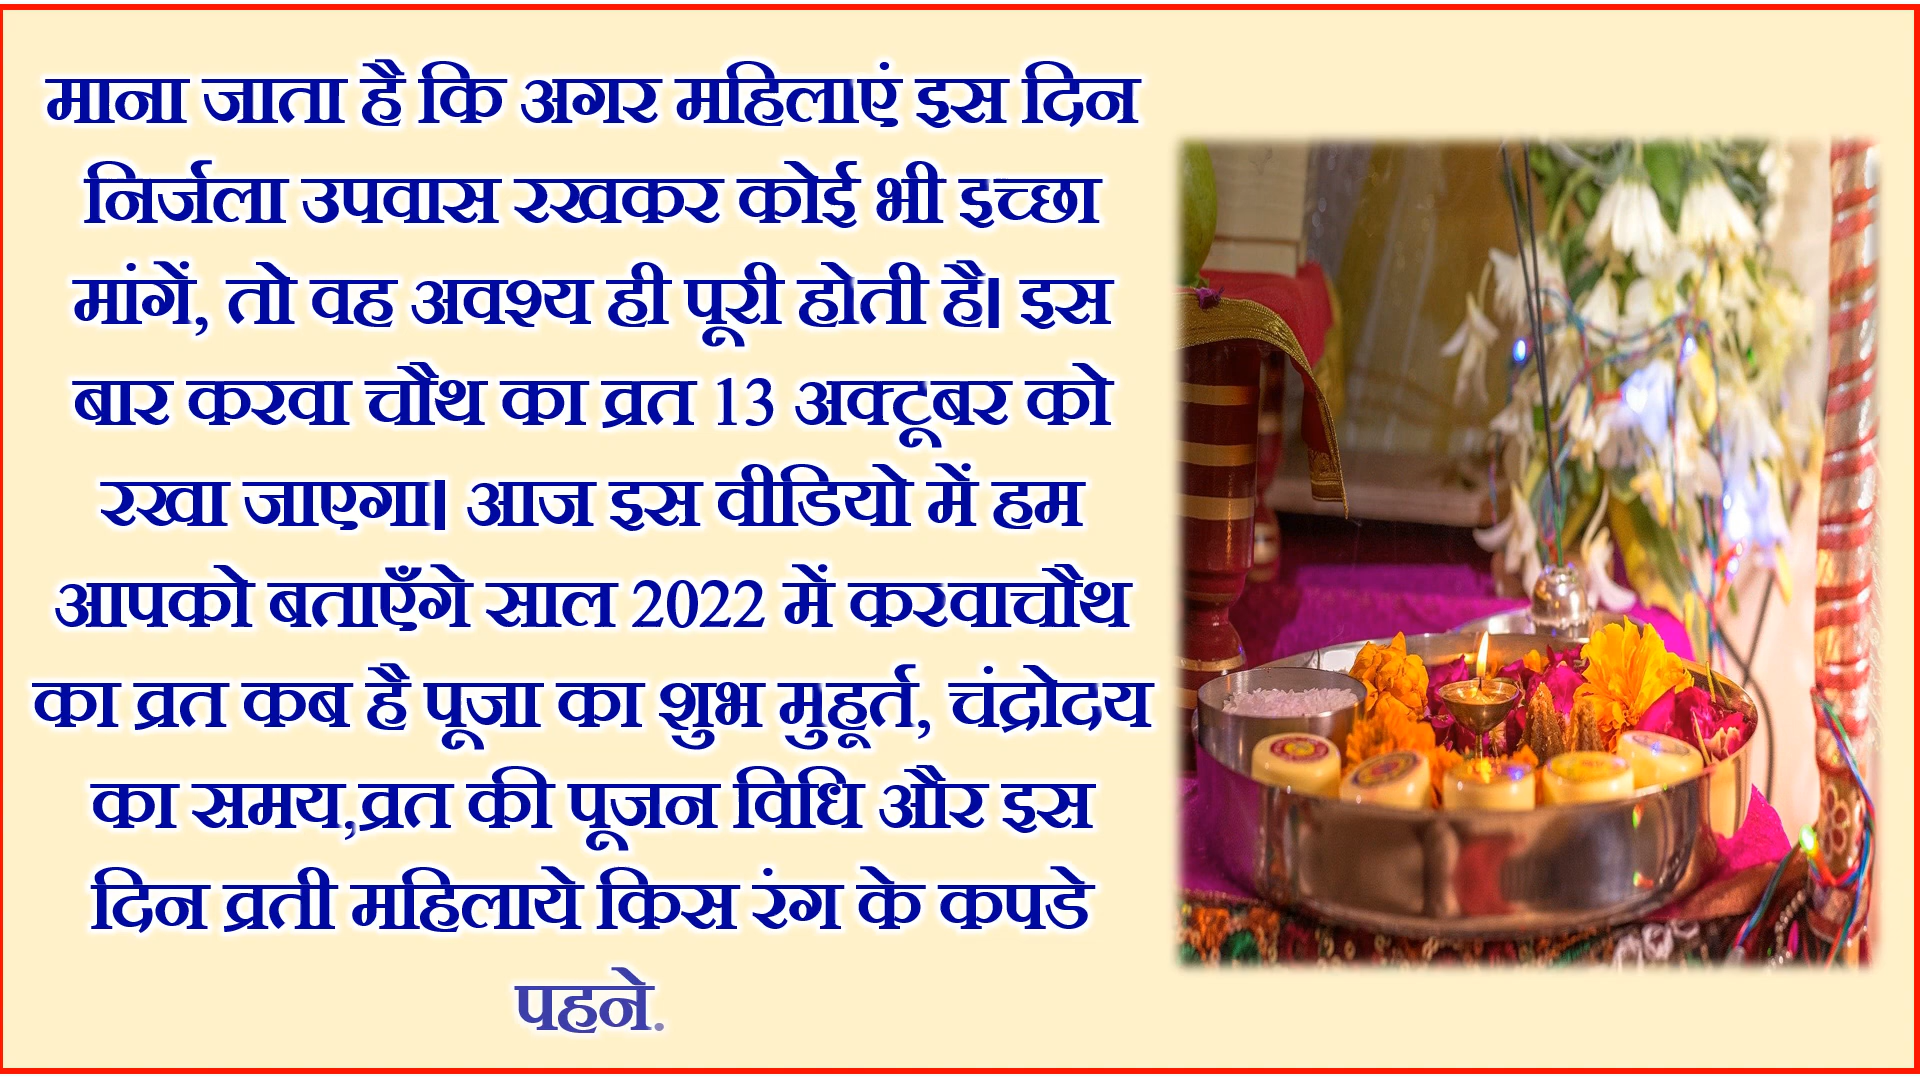 माना जाता है कि अगर महिलाएं इस दिन
निर्जला उपवास रखकर कोई भी इच्छा
मांगें, तो वह अवश्य ही पूरी होती है। इस
बार करवा चौथ का व्रत 13 अक्टूबर को
रखा जाएगा। आज इस वीडियो में हम
आपको बताएँगे साल 2022 में करवाचौथ
का व्रत कब है पूजा का शुभ मुहूर्त, चंद्रोदय
का समय,व्रत की पूजन विधि और इस
दिन व्रती महिलाये किस रंग के कपडे
पहने.